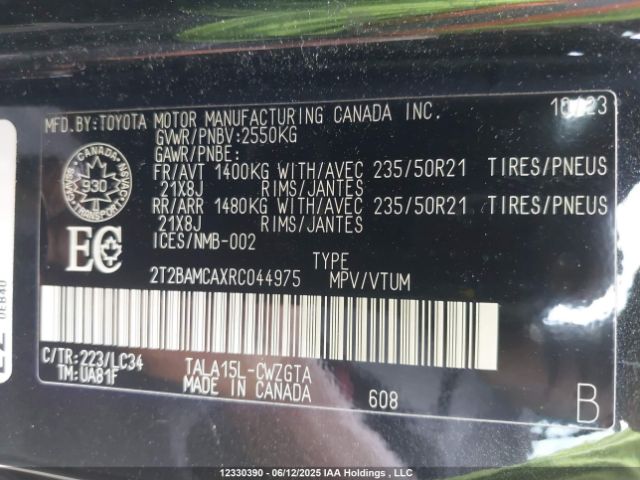 MFD.BY:TOYOTA MOTOR MANUFACTURING CANADA INC. 10/23
GVWR/PNBV:2550KG
GAWR/PNBE:
FR/AVT 1400KG WITH/AVEC 235/50R21 TIRES/PNEUS
21X8J RIMS/JANTES
RR/ARR 1480KG WITH/AVEC 235/50R21 TIRES/PNEUS
21X8J RIMS/JANTES
ICES/NMB-002
930
TRANSPORT
EC
TYPE
2T2BAMCAXRC044975 MPV/VTUM
C/TR:223/LC34 TALA15L-CWZGTA
TM:UA81F MADE IN CANADA 608
B
12330390 - 06/12/2025 IAA Holdings , LLC